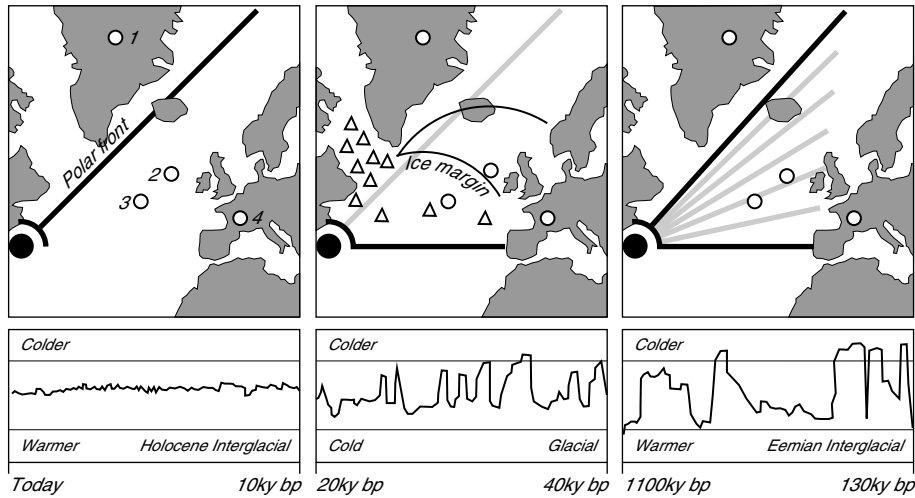 1
Polar front
2
3
4
Ice margin
Colder
Warmer Holocene Interglacial
Today 10ky bp
Colder
Cold Glacial
20ky bp 40ky bp
Colder
Warmer Eemian Interglacial
1100ky bp 130ky bp